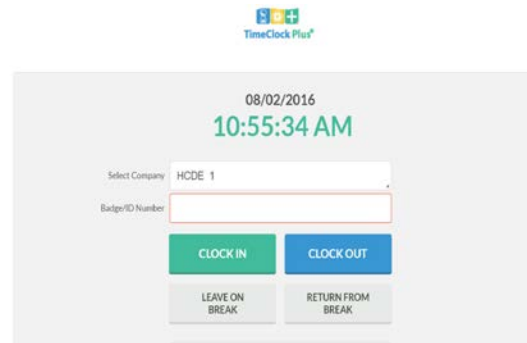 TimeClock Plus
08/02/2016
10:55:34 AM
Select Company HCDE 1
Badge/ID Number
CLOCK IN CLOCK OUT
LEAVE ON RETURN FROM
BREAK BREAK